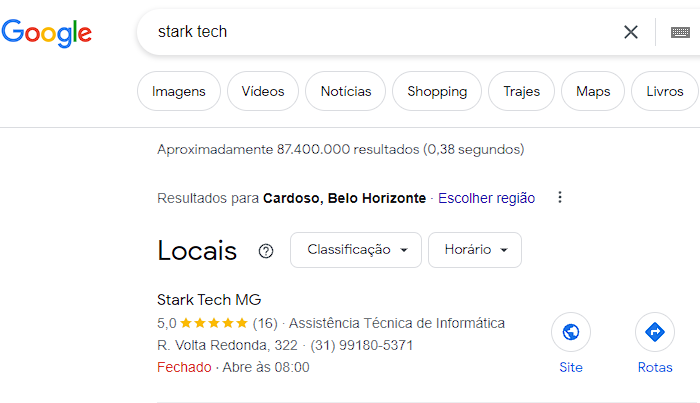 Google
stark tech
Imagens Vídeos Notícias Shopping Trajes Maps Livros
Aproximadamente 87.400.000 resultados (0,38 segundos)
Resultados para Cardoso, Belo Horizonte · Escolher região
Locais Classificação Horário
Stark Tech MG
5,0 (16) · Assistência Técnica de Informática
R. Volta Redonda, 322 · (31) 99180-5371
Fechado · Abre às 08:00
Site Rotas